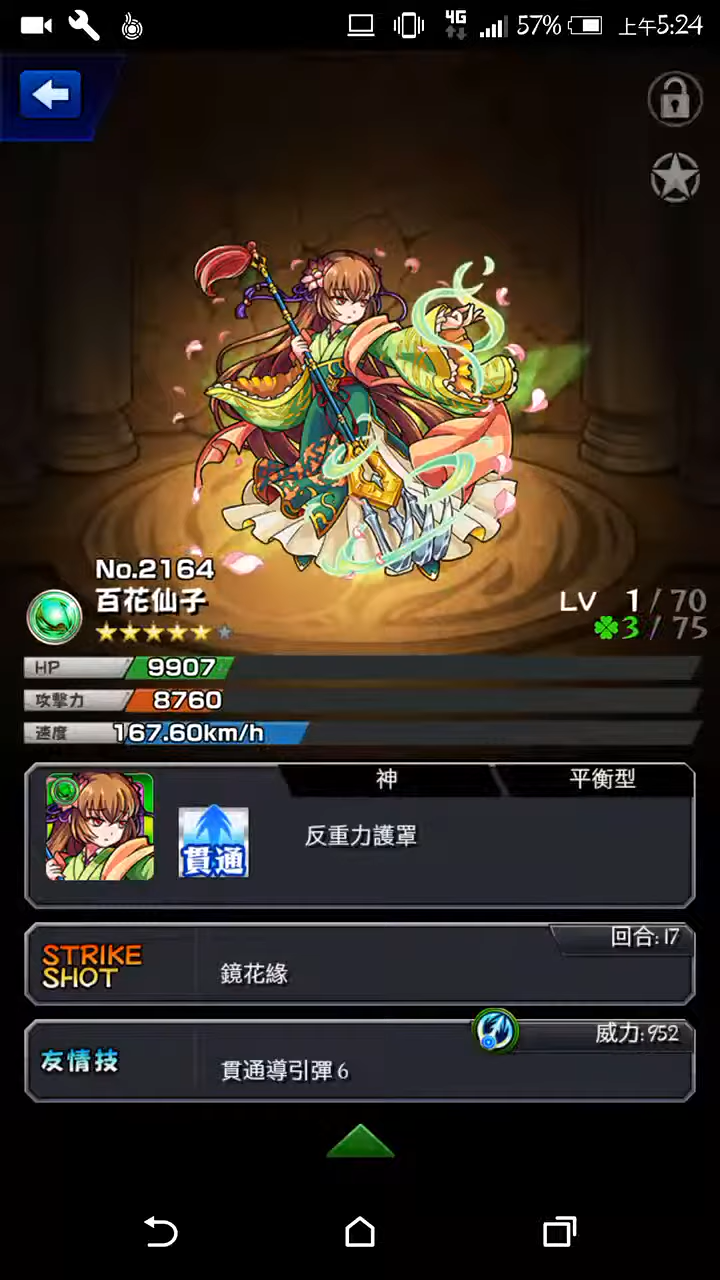 4G 57% 上午5:24
No.2164
百花仙子
LV 1/70
3/75
HP 9907
攻擊力 8760
速度 167.60km/h
神 平衡型
貫通 反重力護罩
回合:17
STRIKE SHOT 鏡花緣
威力:952
友情技 貫通導引彈6